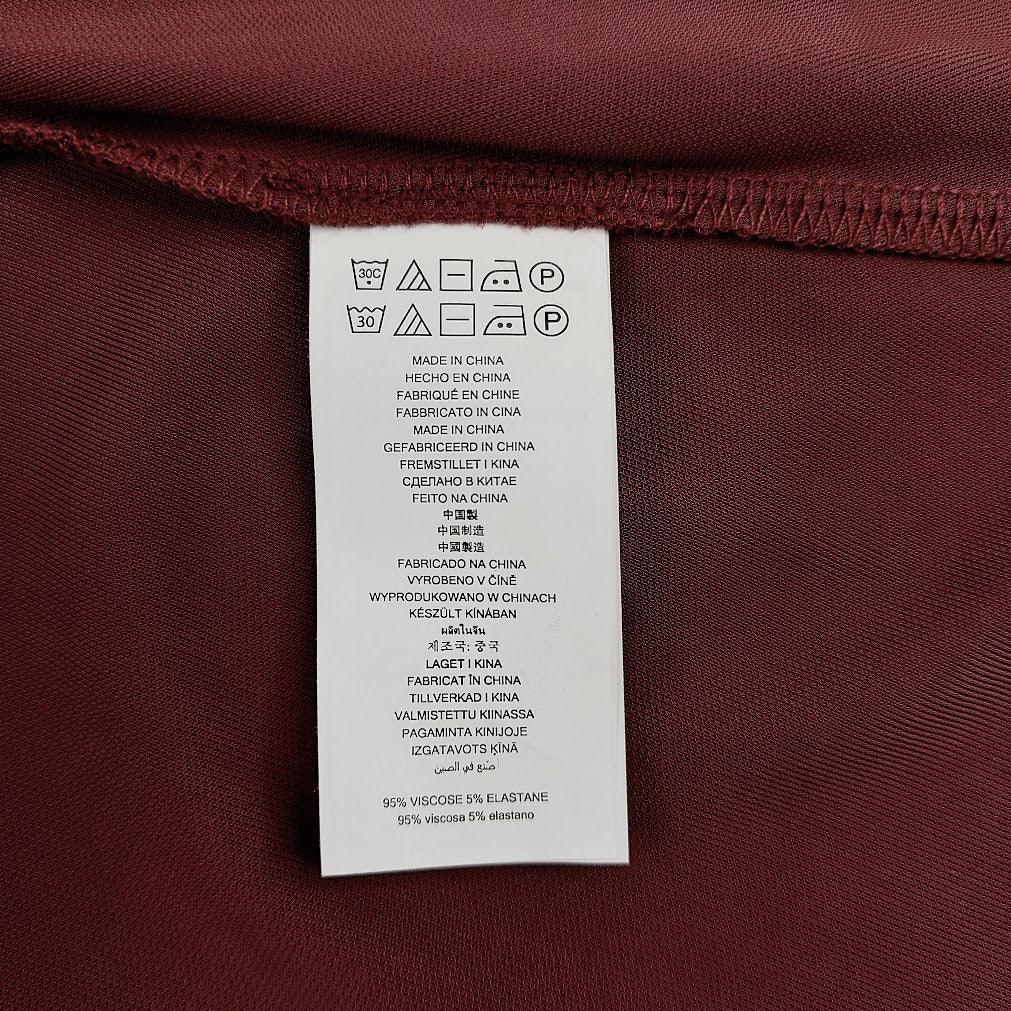 30C P
30 P
MADE IN CHINA
HECHO EN CHINA
FABRIQUÉ EN CHINE
FABBRICATO IN CINA
MADE IN CHINA
GEFABRICEERD IN CHINA
FREMSTILLET I KINA
СДЕЛАНО В КИТАЕ
FEITO NA CHINA
中国製
中国制造
中國製造
FABRICADO NA CHINA
VYROBENO V ČÍNĚ
WYPRODUKOWANO W CHINACH
KÉSZÜLT KÍNÁBAN
ผลิตในจีน
제조국: 중국
LAGET I KINA
FABRICAT ÎN CHINA
TILLVERKAD I KINA
VALMISTETTU KIINASSA
PAGAMINTA KINIJOJE
IZGATAVOTS ĶĪNĀ
صنع في الصين
95% VISCOSE 5% ELASTANE
95% viscosa 5% elastano